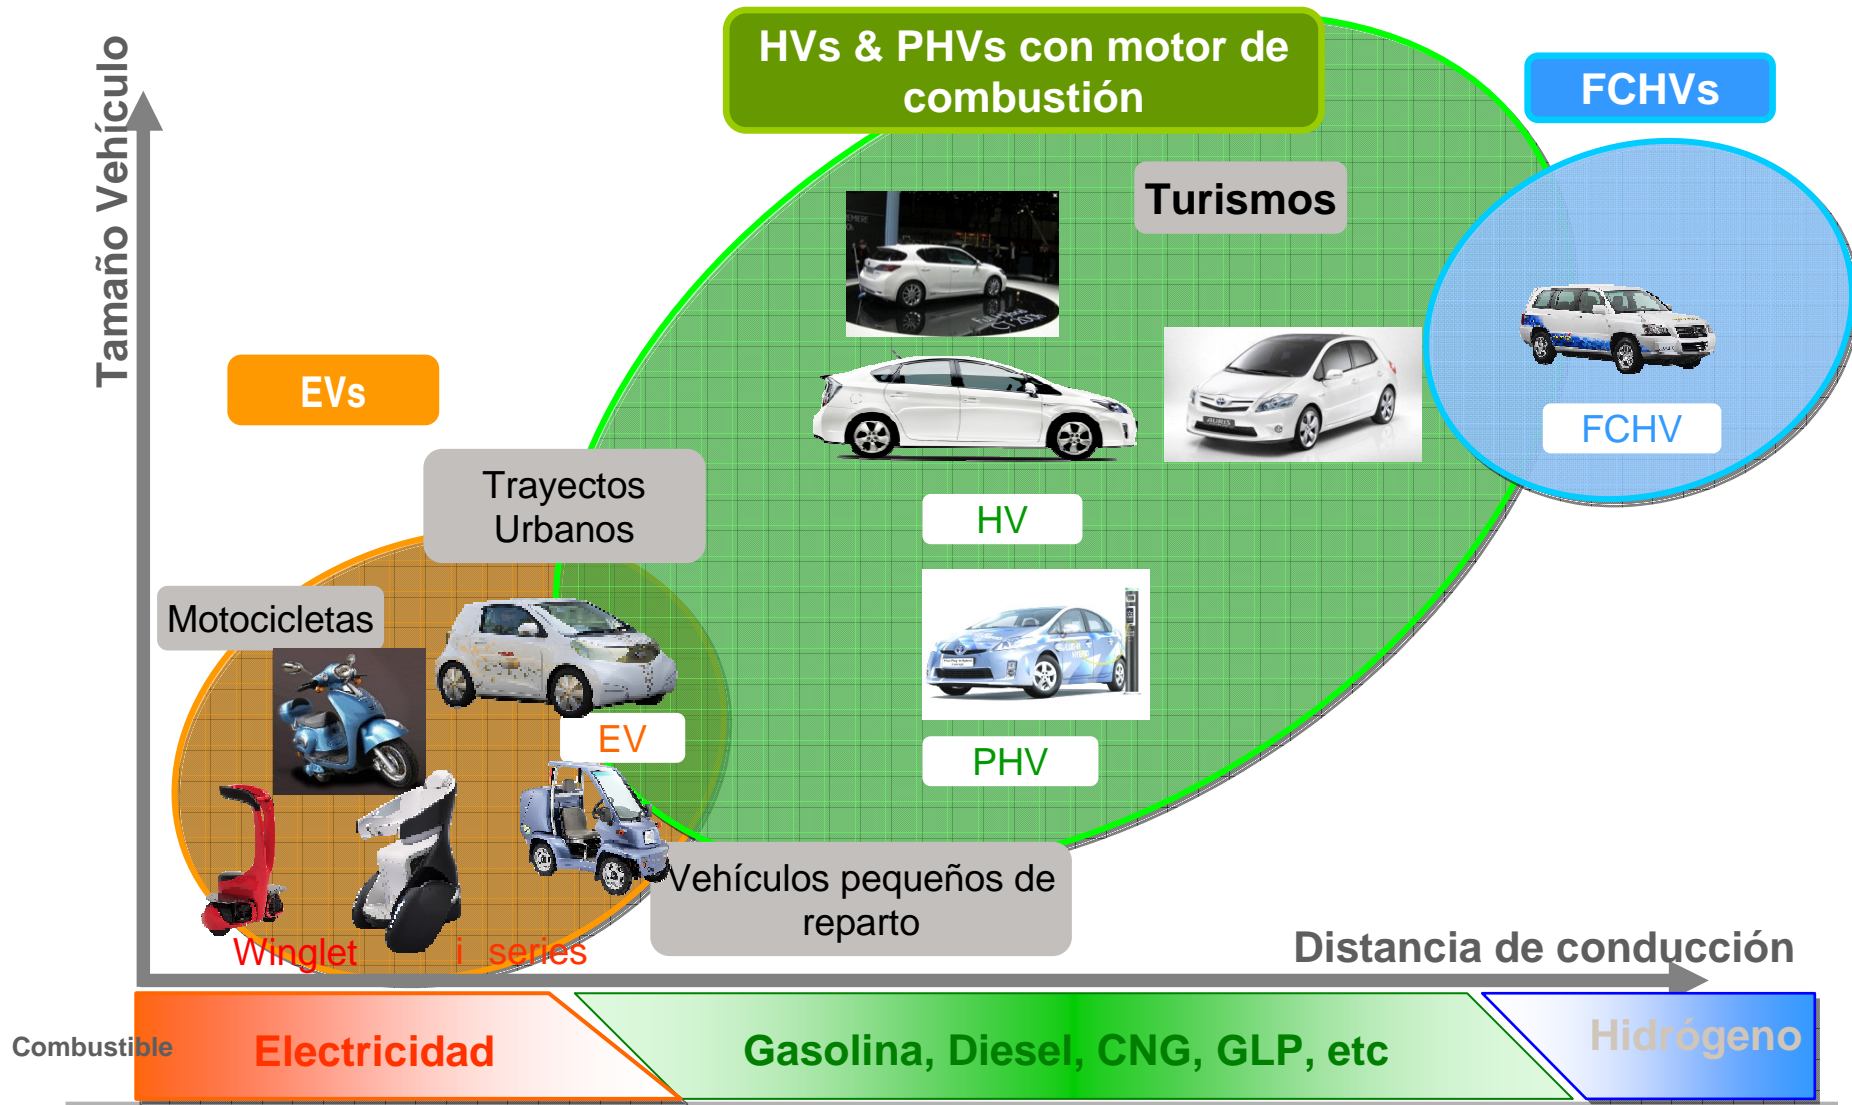 HVs & PHVs con motor de
combustión
FCHVs
Tamaño Vehículo
Turismos
EVs
FCHV
Trayectos
Urbanos
HV
Motocicletas
EV
PHV
Vehículos pequeños de
reparto
Winglet
i series
Distancia de conducción
Combustible
Electricidad
Gasolina, Diesel, CNG, GLP, etc
Hidrógeno
AURIS